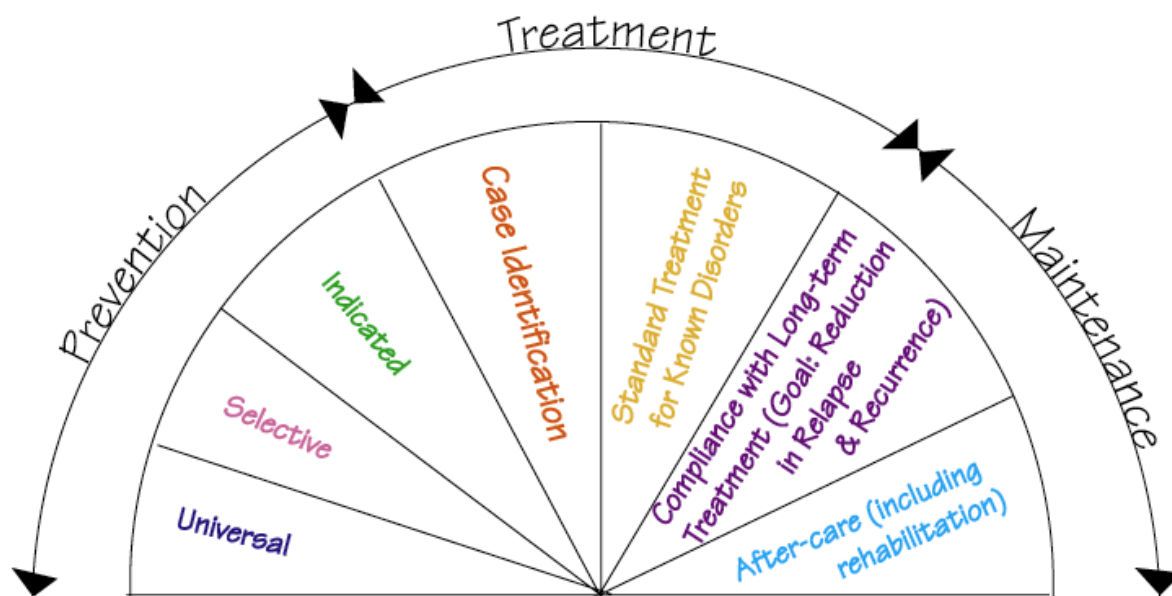 Treatment
Prevention
Maintenance
Universal
Selective
Indicated
Case Identification
Standard Treatment
for Known Disorders
Compliance with Long-term
Treatment (Goal: Reduction
in Relapse
& Recurrence)
After-care (including
rehabilitation)